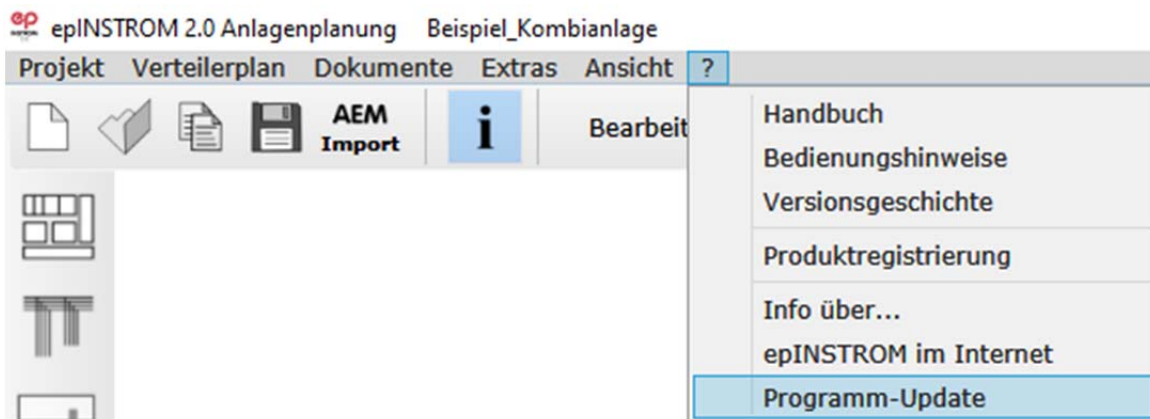 ep
epINSTROM 2.0 Anlagenplanung Beispiel_Kombianlage
Projekt Verteilerplan Dokumente Extras Ansicht ?
AEM
Import
i
Bearbeit
Handbuch
Bedienungshinweise
Versionsgeschichte
Produktregistrierung
Info über...
epINSTROM im Internet
Programm-Update